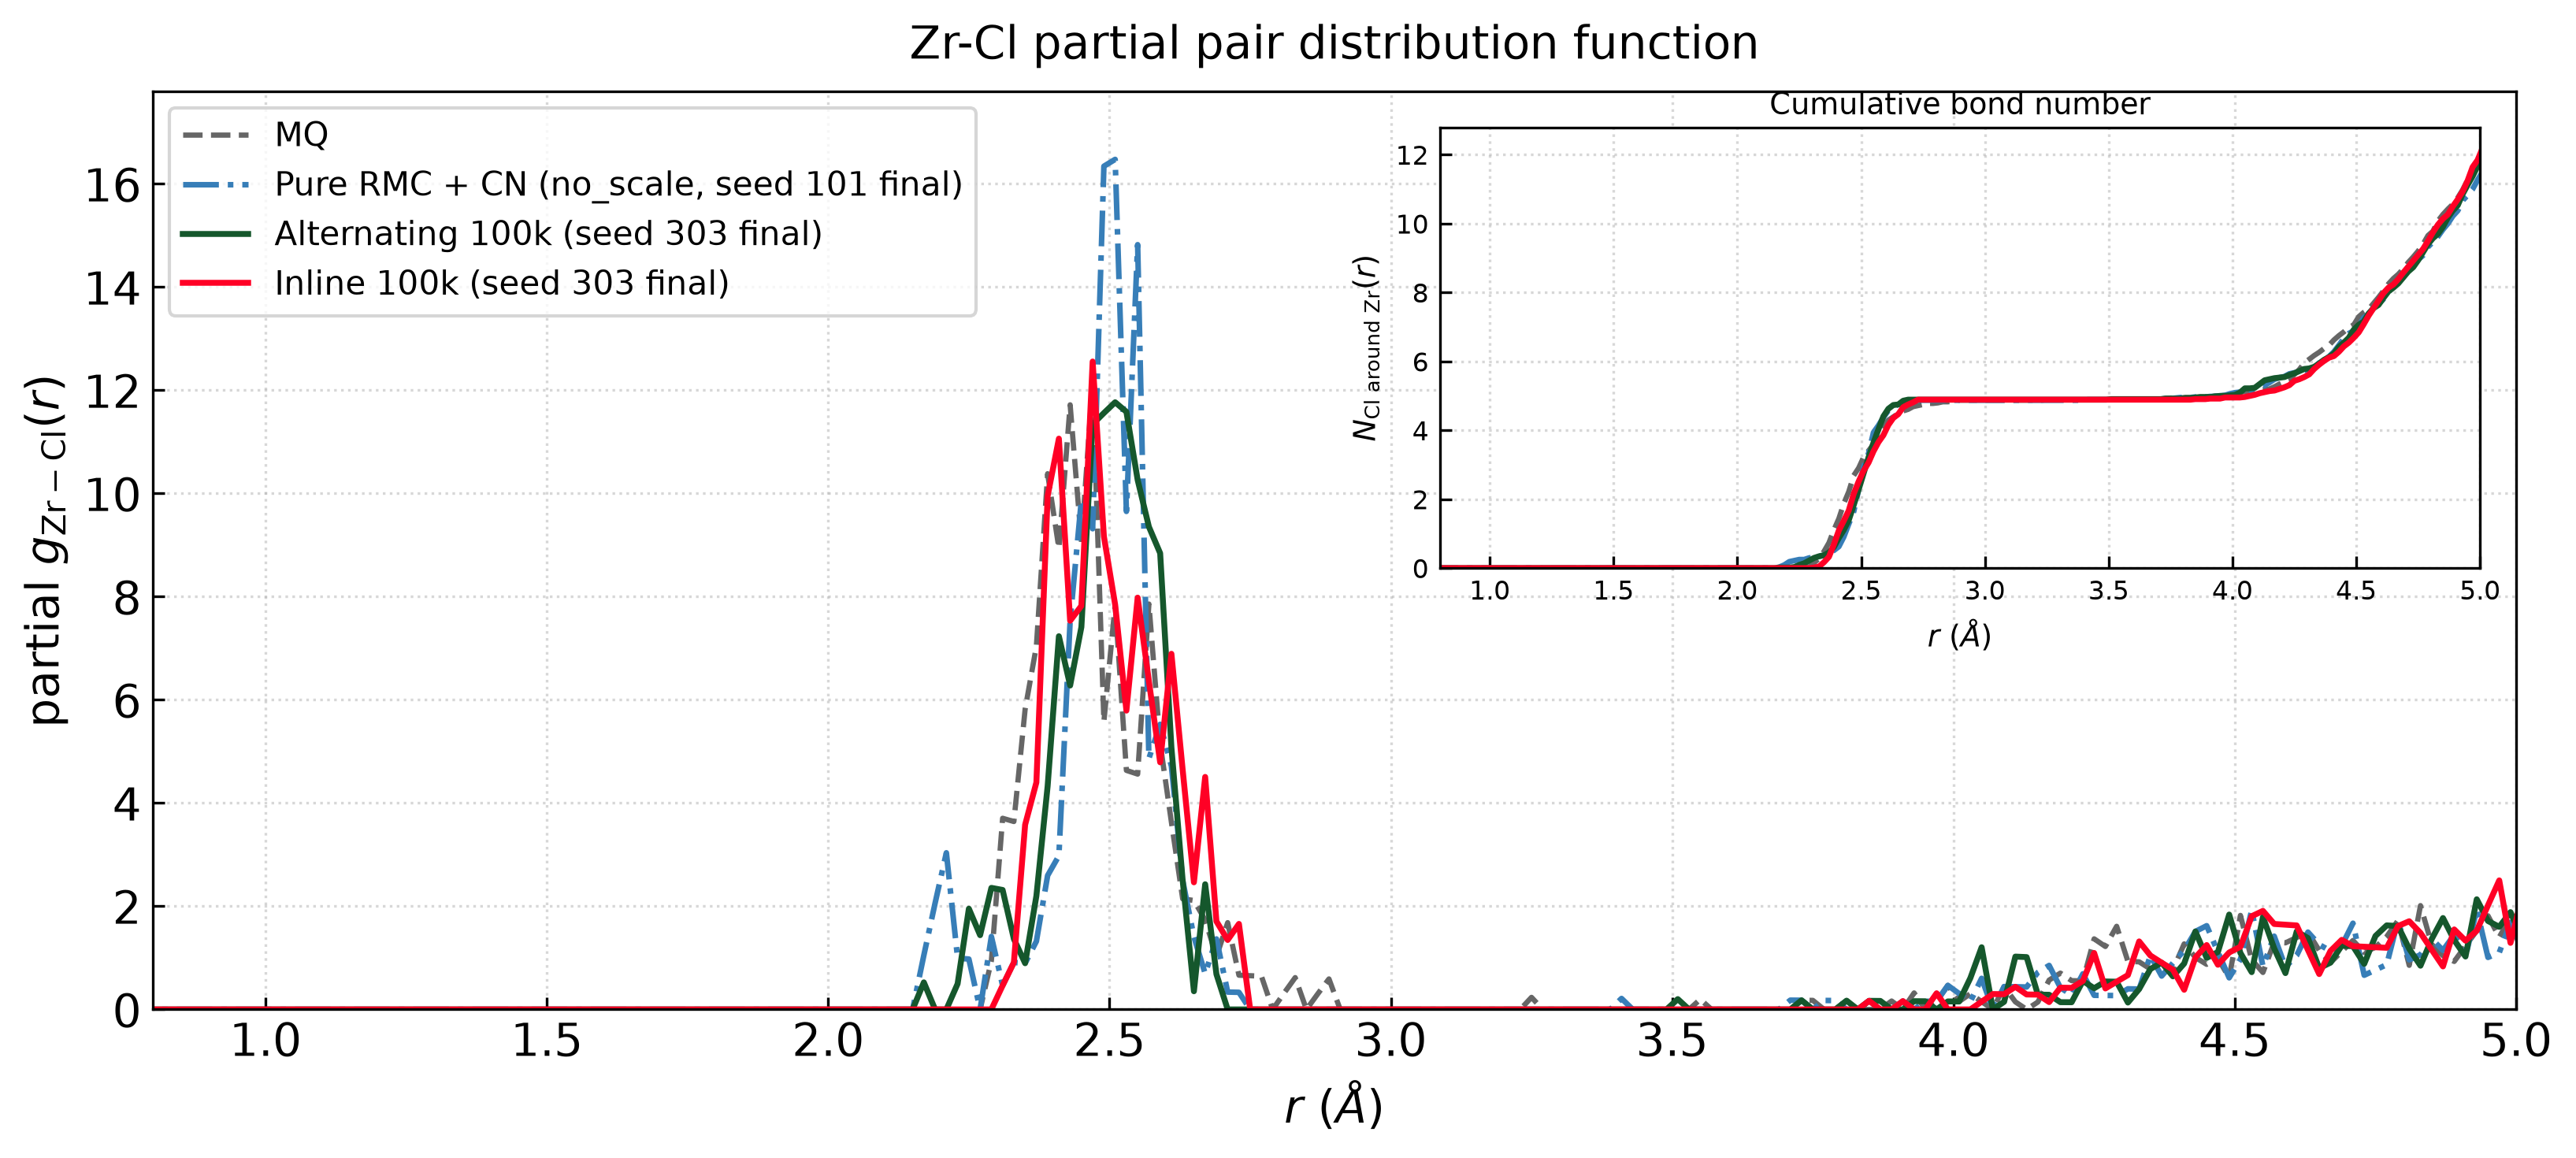 Zr-Cl partial pair distribution function
MQ
Pure RMC + CN (no_scale, seed 101 final)
Alternating 100k (seed 303 final)
Inline 100k (seed 303 final)
partial g Zr − Cl (r)
16
14
12
10
8
6
4
2
0
1.0 1.5 2.0 2.5 3.0 3.5 4.0 4.5 5.0
r (Å)
Cumulative bond number
N Cl around Zr (r)
12
10
8
6
4
2
0
1.0 1.5 2.0 2.5 3.0 3.5 4.0 4.5 5.0
r (Å)